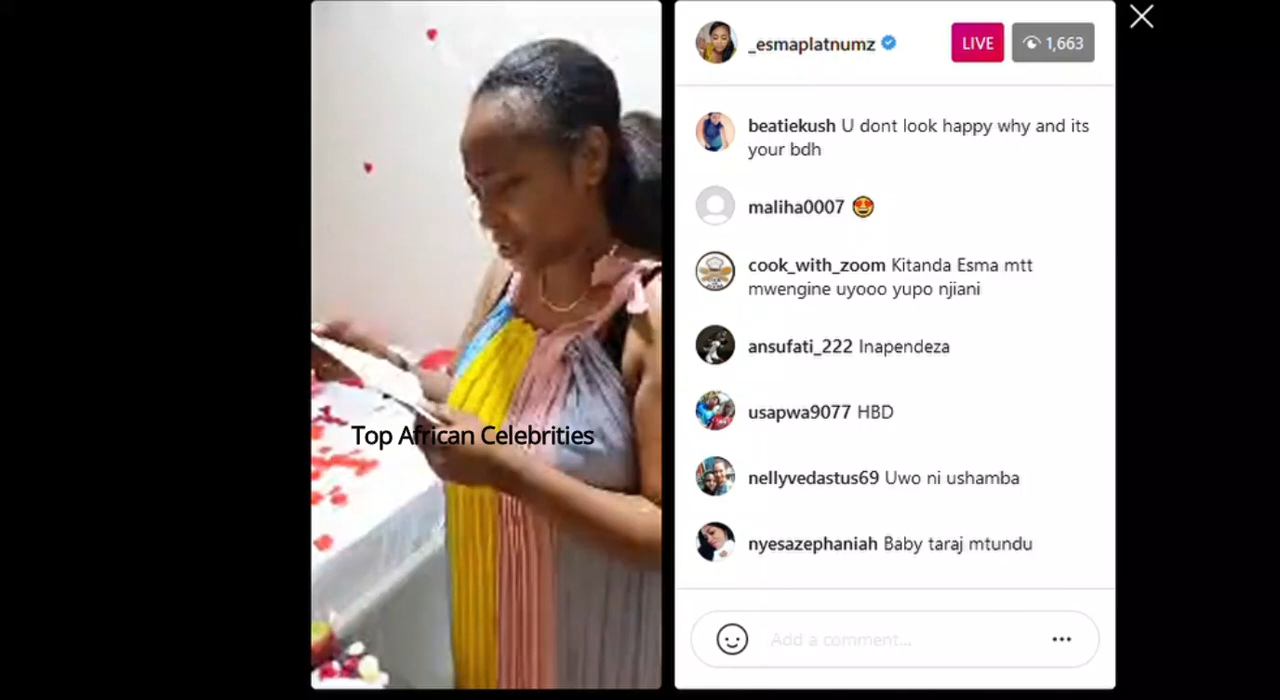 _esmaplatnumz
LIVE
1,663
beatiekush U dont look happy why and its
your bdh
maliha0007 🤩
cook_with_zoom Kitanda Esma mtt
mwengine uyooo yupo njiani
ansufati_222 Inapendeza
usapwa9077 HBD
nellyvedastus69 Uwo ni ushamba
nyesazephaniah Baby taraj mtundu
Add a comment...
Top African Celebrities